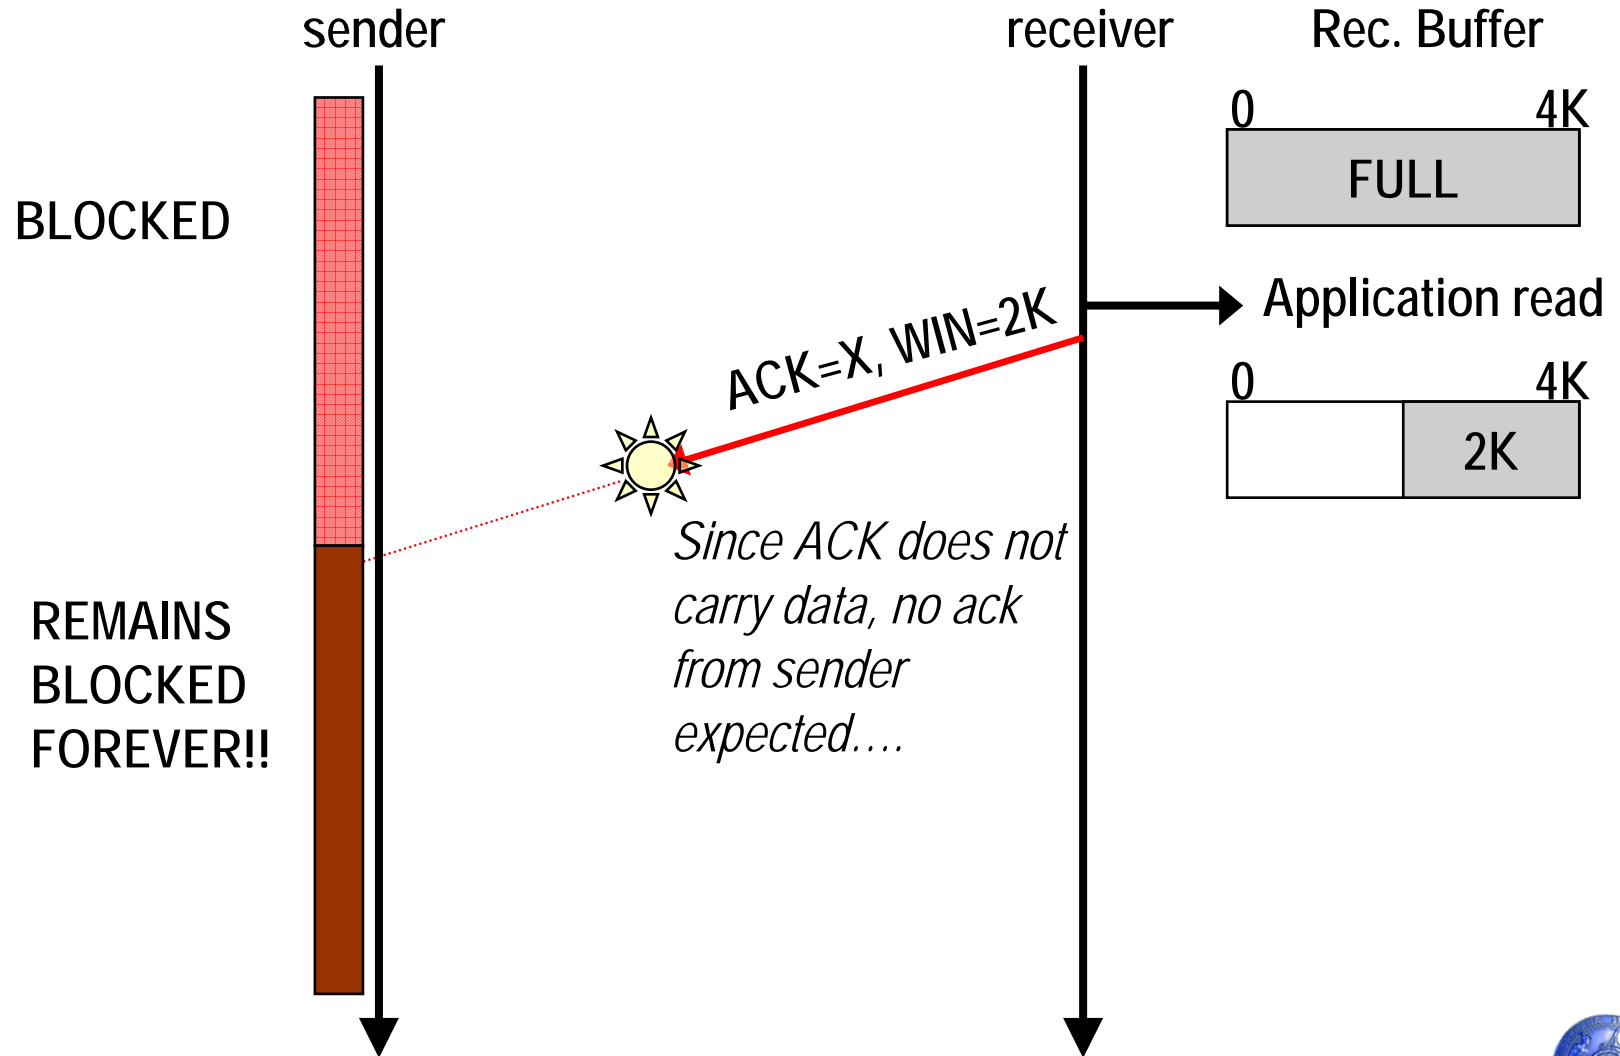 sender
receiver
Rec. Buffer
0
4K
FULL
BLOCKED
Application read
ACK=X, WIN=2K
0
4K
2K
Since ACK does not
carry data, no ack
from sender
expected....
REMAINS
BLOCKED
FOREVER!!